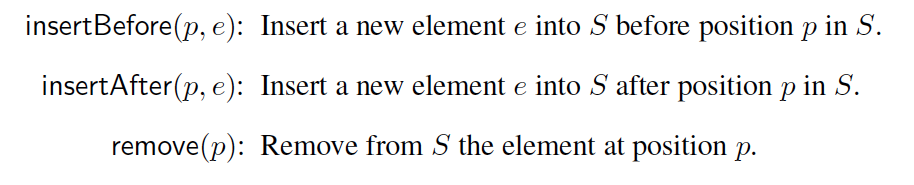 insertBefore(p, e): Insert a new element e into S before position p in S.
insertAfter(p, e): Insert a new element e into S after position p in S.
remove(p): Remove from S the element at position p.